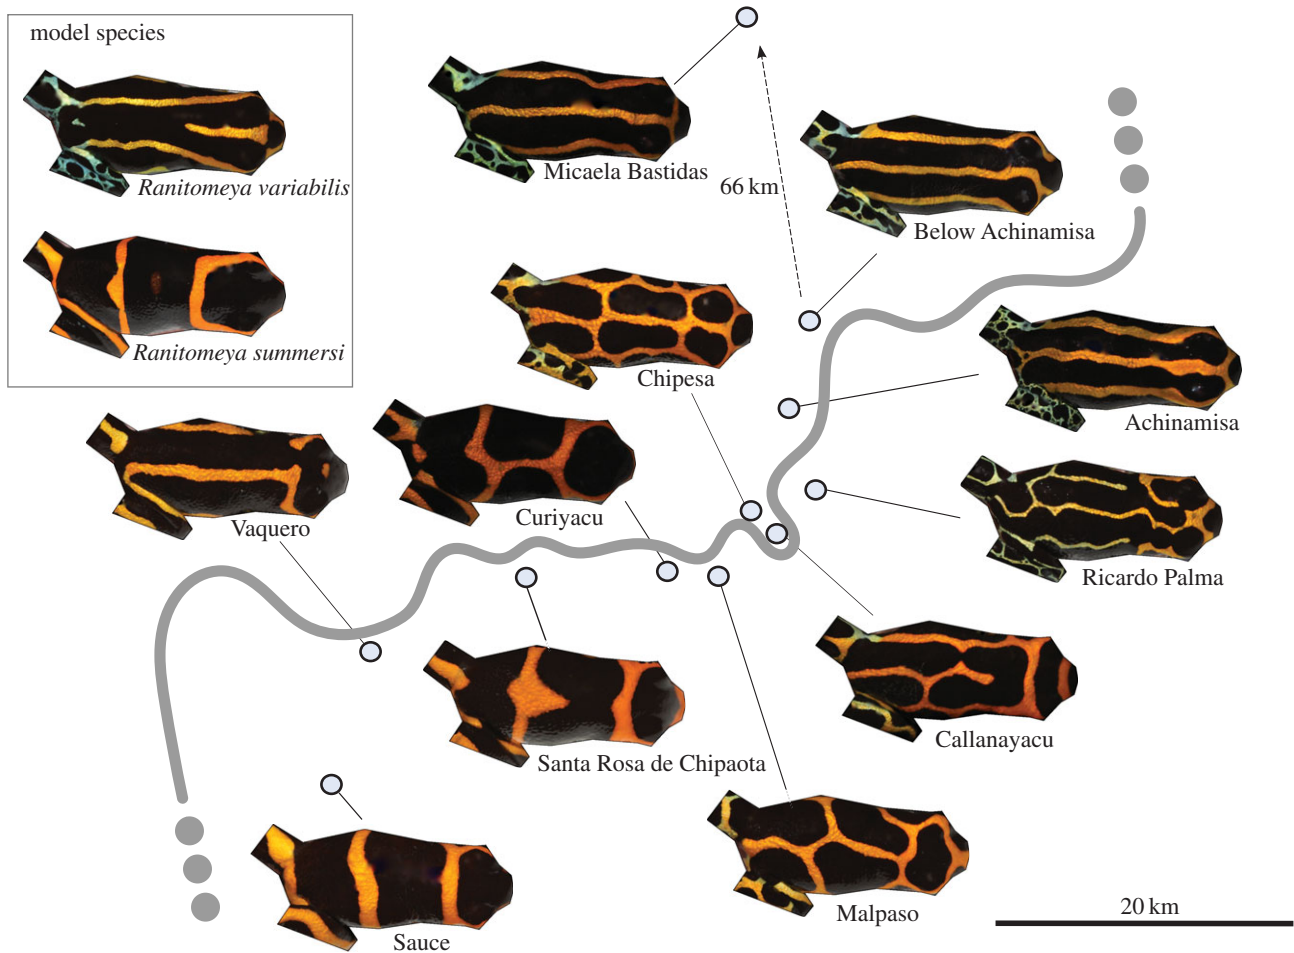 model species
Ranitomeya variabilis
Ranitomeya summersi
Micaela Bastidas
66 km
Below Achinamisa
Chipesa
Achinamisa
Vaquero
Curiyacu
Ricardo Palma
Santa Rosa de Chipaota
Callanayacu
Malpaso
20 km
Sauce